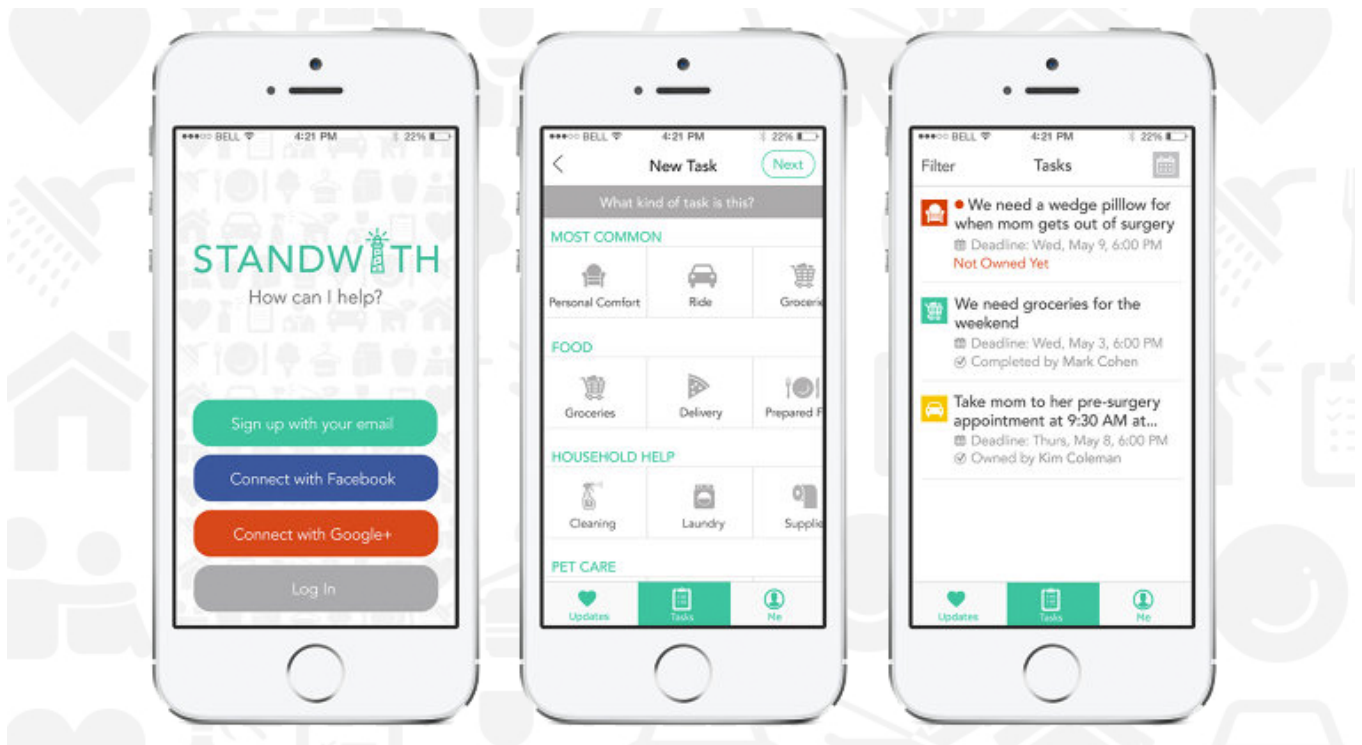 BELL 4:21 PM 22%
STANDWITH
How can I help?
Sign up with your email
Connect with Facebook
Connect with Google+
Log In
BELL 4:21 PM 22%
New Task Next
What kind of task is this?
MOST COMMON
Personal Comfort Ride Grocerie
FOOD
Groceries Delivery Prepared F
HOUSEHOLD HELP
Cleaning Laundry Supplie
PET CARE
Updates Tasks Me
BELL 4:21 PM 22%
Filter Tasks
We need a wedge pilllow for
when mom gets out of surgery
Deadline: Wed, May 9, 6:00 PM
Not Owned Yet
We need groceries for the
weekend
Deadline: Wed, May 3, 6:00 PM
Completed by Mark Cohen
Take mom to her pre-surgery
appointment at 9:30 AM at...
Deadline: Thurs, May 8, 6:00 PM
Owned by Kim Coleman
Updates Tasks Me